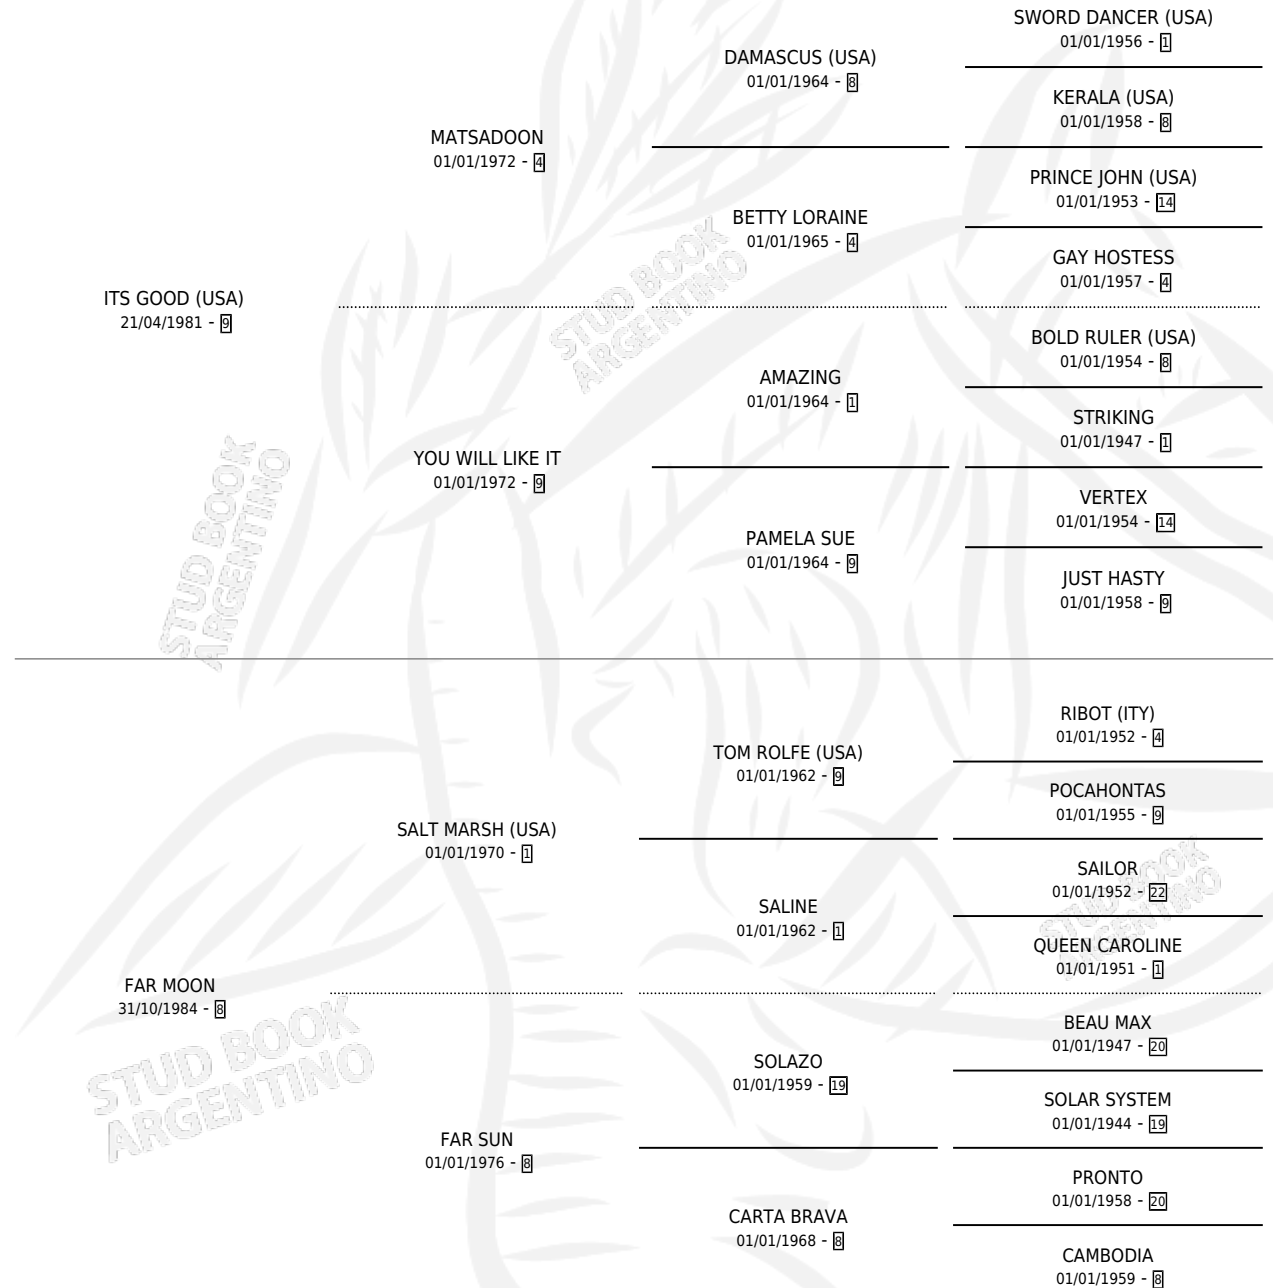 SWORD DANCER (USA)
01/01/1956 - 1
DAMASCUS (USA)
01/01/1964 - 8
KERALA (USA)
01/01/1958 - 8
MATSADOON
01/01/1972 - 4
PRINCE JOHN (USA)
01/01/1953 - 14
BETTY LORAINE
01/01/1965 - 4
GAY HOSTESS
01/01/1957 - 4
ITS GOOD (USA)
21/04/1981 - 9
BOLD RULER (USA)
01/01/1954 - 8
AMAZING
01/01/1964 - 1
STRIKING
01/01/1947 - 1
YOU WILL LIKE IT
01/01/1972 - 9
VERTEX
01/01/1954 - 14
PAMELA SUE
01/01/1964 - 9
JUST HASTY
01/01/1958 - 9
RIBOT (ITY)
01/01/1952 - 4
TOM ROLFE (USA)
01/01/1962 - 9
POCAHONTAS
01/01/1955 - 9
SALT MARSH (USA)
01/01/1970 - 1
SAILOR
01/01/1952 - 22
SALINE
01/01/1962 - 1
QUEEN CAROLINE
01/01/1951 - 1
FAR MOON
31/10/1984 - 8
BEAU MAX
01/01/1947 - 20
SOLAZO
01/01/1959 - 19
SOLAR SYSTEM
01/01/1944 - 19
FAR SUN
01/01/1976 - 8
PRONTO
01/01/1958 - 20
CARTA BRAVA
01/01/1968 - 8
CAMBODIA
01/01/1959 - 8
STUD BOOK
ARGENTINO
STUD BOOK
ARGENTINO
STUD BOOK
ARGENTINO
STUD BOOK
ARGENTINO